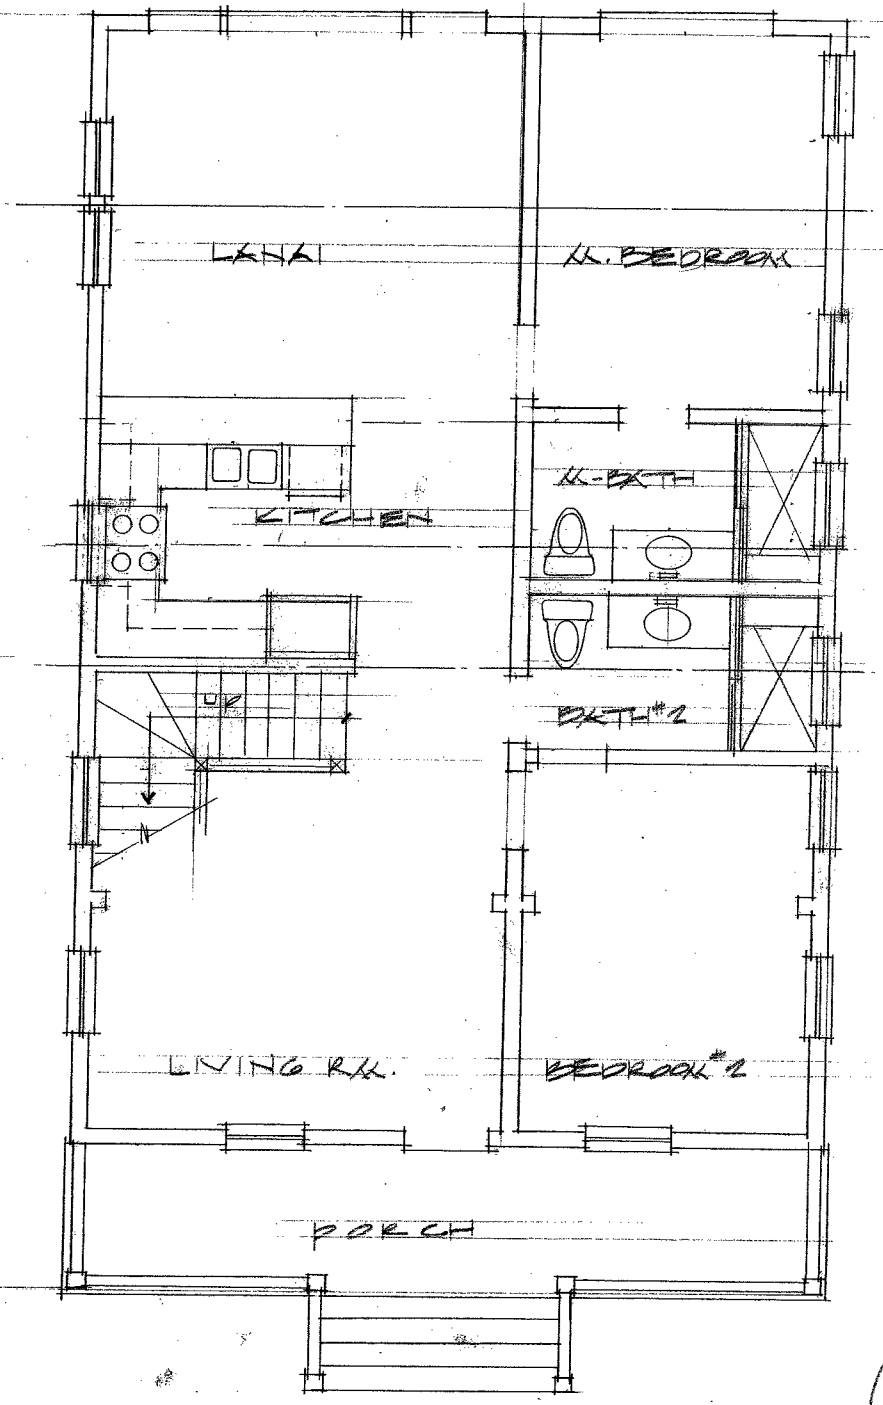 LANAI
M. BEDROOM
M-BATH
KITCHEN
UP
BATH #2
LIVING RM.
BEDROOM #2
PORCH